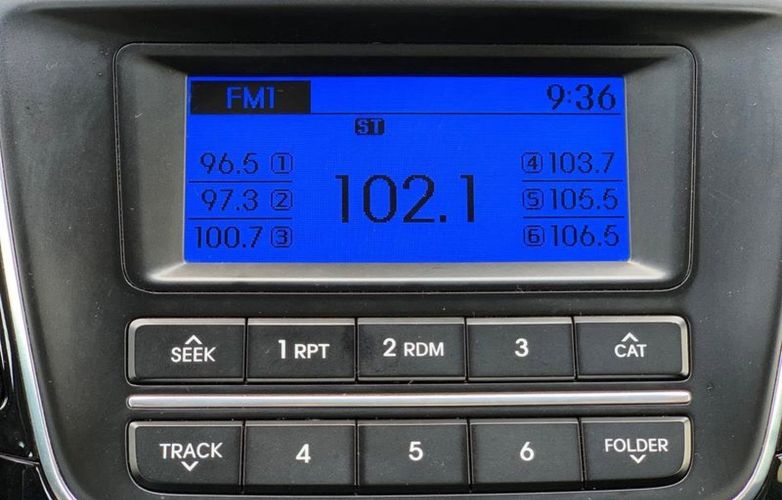 FM1 9:36
ST
96.5 1
97.3 2
100.7 3
102.1
4 103.7
5 105.5
6 106.5
SEEK 1 RPT 2 RDM 3 CAT
TRACK 4 5 6 FOLDER